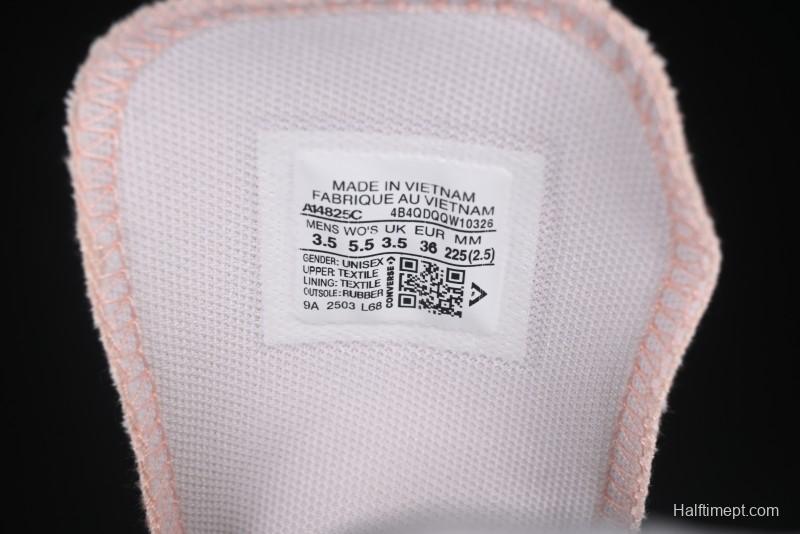 MADE IN VIETNAM
FABRIQUE AU VIETNAM
A14825C 4B4QDQQW10326
MENS WO'S UK EUR MM
3.5 5.5 3.5 36 225(2.5)
GENDER: UNISEX
UPPER: TEXTILE
LINING: TEXTILE
OUTSOLE: RUBBER
9A 2503 L68
CONVERSE
Halftimept.com